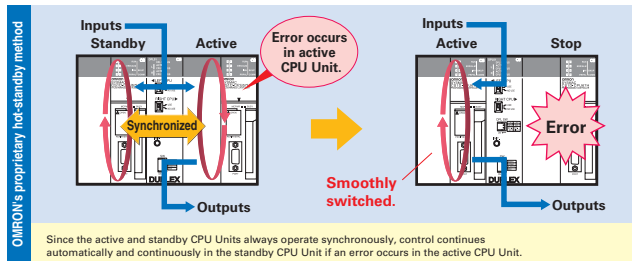 OMRON's proprietary hot-standby method
Inputs
Standby
Active
Error occurs
in active
CPU Unit.
Synchronized
DUPLEX
Outputs
Inputs
Active
Stop
Error
Smoothly
switched.
DUPLEX
Outputs
Since the active and standby CPU Units always operate synchronously, control continues
automatically and continuously in the standby CPU Unit if an error occurs in the active CPU Unit.